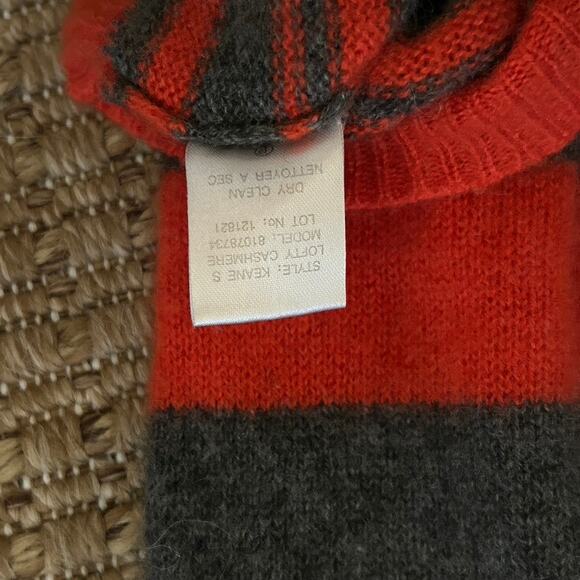 STYLE: KEANE S
LOFTY CASHMERE
MODEL: 81078734
LOT No: 121821
DRY CLEAN
NETTOYER A SEC